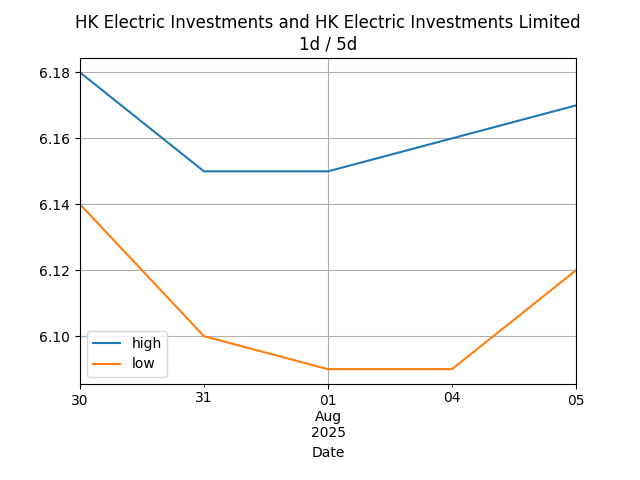 HK Electric Investments and HK Electric Investments Limited
1d / 5d
6.18
6.16
6.14
6.12
6.10
high
low
30
31
01
04
05
Aug
2025
Date